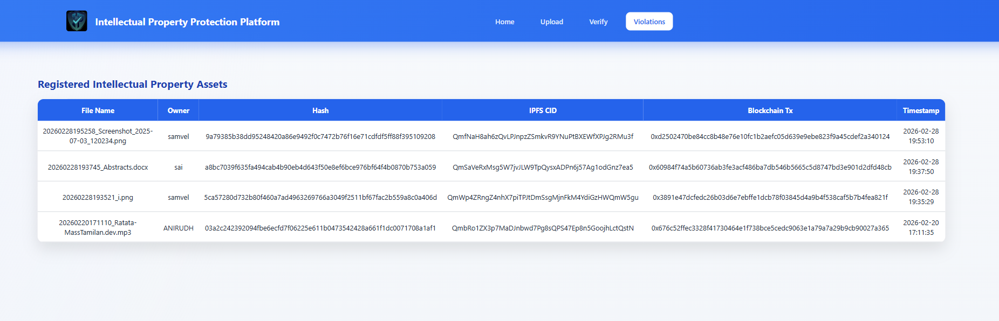 Intellectual Property Protection Platform
Home Upload Verify Violations
Registered Intellectual Property Assets
File Name Owner Hash IPFS CID Blockchain Tx Timestamp
20260228195258_Screenshot_2025-
07-03_120234.png
samvel
9a79385b38dd95248420a86e9492f0c7472b76f16e71cdfdf5ff88f395109208
QmfNaH8ah6zQvLPJnpzZSmkvR9YNuPtBXEWfXPJg2RMu3f
0xd2502470be84cc8b48e76e10fc1b2aefc05d639e9ebe823f9a45cdef2a340124
2026-02-28
19:53:10
20260228193745_Abstracts.docx
sai
a8bc7039f635fa494cab4b90eb4d643f50e8ef6bce976bf64f4b0870b753a059
QmSaVeRxMsg5W7jvJLW9TpQysxADPn6j57Ag1odGnz7ea5
0x60984f74a5b60736ab3fe3acf486ba7db546b5665c5d8747bd3e901d2dfd48cb
2026-02-28
19:37:50
20260228193521_i.png
samvel
5ca57280d732b80f460a7ad4963269766a3049f2511bf67fac2b559a8c0a406d
QmWp4ZRngZ4nhX7piTPJtDmSsgMjnFkM4YdiGzHWQmW5gu
0x3891e47dcfedc26b03d6e7ebffe1dcb78f03845d4a9b4f538caf5b7b4fea821f
2026-02-28
19:35:29
20260220171110_Ratata-
MassTamilan.dev.mp3
ANIRUDH
03a2c242392094fbe6ecfd7f06225e611b0473542428a661f1dc0071708a1af1
QmbRo1ZX3p7MaDJnbwd7Pg8sQPS47Ep8n5GoojhLctQstN
0x676c52ffec3328f41730464e1f738bce5cedc9063e1a79a7a29b9cb90027a365
2026-02-20
17:11:35